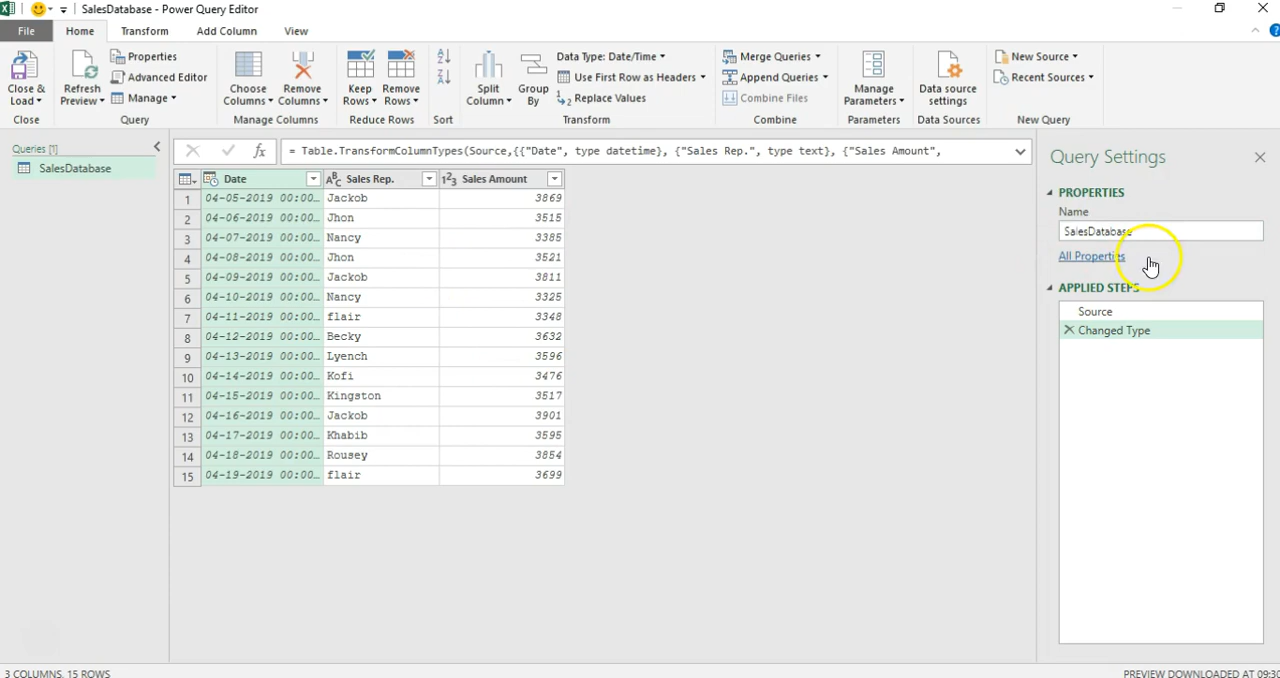 SalesDatabase - Power Query Editor
File Home Transform Add Column View
Close & Load
Refresh Preview
Properties
Advanced Editor
Manage
Choose Columns
Remove Columns
Keep Rows
Remove Rows
Split Column
Group By
Data Type: Date/Time
Use First Row as Headers
Replace Values
Merge Queries
Append Queries
Combine Files
Manage Parameters
Data source settings
New Source
Recent Sources
Close Query Manage Columns Reduce Rows Sort Transform Combine Parameters Data Sources New Query
Queries [1]
SalesDatabase
fx = Table.TransformColumnTypes(Source,{{"Date", type datetime}, {"Sales Rep.", type text}, {"Sales Amount",
Date ABC Sales Rep. 123 Sales Amount
1 04-05-2019 00:00... Jackob 3869
2 04-06-2019 00:00... Jhon 3515
3 04-07-2019 00:00... Nancy 3385
4 04-08-2019 00:00... Jhon 3521
5 04-09-2019 00:00... Jackob 3811
6 04-10-2019 00:00... Nancy 3325
7 04-11-2019 00:00... flair 3348
8 04-12-2019 00:00... Becky 3632
9 04-13-2019 00:00... Lyench 3596
10 04-14-2019 00:00... Kofi 3476
11 04-15-2019 00:00... Kingston 3517
12 04-16-2019 00:00... Jackob 3901
13 04-17-2019 00:00... Khabib 3595
14 04-18-2019 00:00... Rousey 3854
15 04-19-2019 00:00... flair 3699
Query Settings
PROPERTIES
Name
SalesDatabase
All Properties
APPLIED STEPS
Source
Changed Type
3 COLUMNS, 15 ROWS
PREVIEW DOWNLOADED AT 09:30